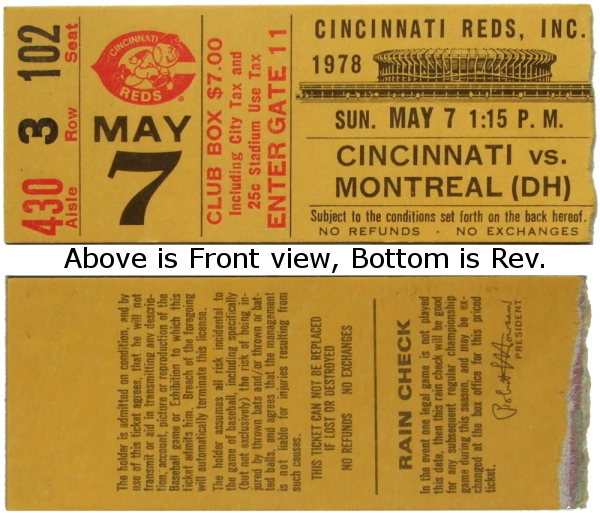 102
Seat
3
Row
430
Aisle
CINCINNATI
REDS
MAY
7
CLUB BOX $7.00
Including City Tax and
25c Stadium Use Tax
ENTER GATE 11
CINCINNATI REDS, INC.
1978
SUN. MAY 7 1:15 P. M.
CINCINNATI vs.
MONTREAL (DH)
Subject to the conditions set forth on the back hereof.
NO REFUNDS - NO EXCHANGES
Above is Front view, Bottom is Rev.
The holder is admitted on condition, and by
use of this ticket agrees, that he will not
transmit or aid in transmitting any descrip-
tion, account, picture or reproduction of the
Baseball game or Exhibition to which this
ticket admits him. Breach of the foregoing
will automatically terminate this license.
The holder assumes all risk incidental to
the game of baseball, including specifically
(but not exclusively) the risk of being in-
jured by thrown bats and/or thrown or bat-
ted balls, and agrees that the management
is not liable for injuries resulting from
such causes.
THIS TICKET CAN NOT BE REPLACED
IF LOST OR DESTROYED
NO REFUNDS NO EXCHANGES
RAIN CHECK
In the event one legal game is not played
this date, then this rain check will be good
for any subsequent regular championship
game during this season, and may be ex-
changed at the box office for this priced
ticket.
PRESIDENT